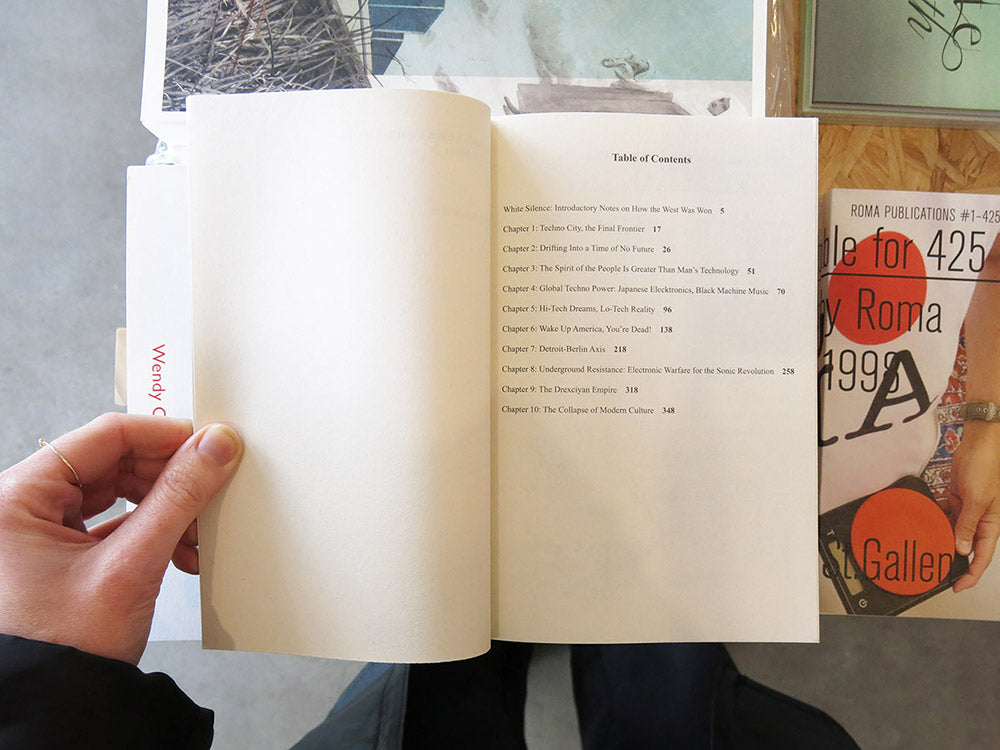 Table of Contents
White Silence: Introductory Notes on How the West Was Won 5
Chapter 1: Techno City, the Final Frontier 17
Chapter 2: Drifting Into a Time of No Future 26
Chapter 3: The Spirit of the People Is Greater Than Man's Technology 51
Chapter 4: Global Techno Power: Japanese Elecktronics, Black Machine Music 70
Chapter 5: Hi-Tech Dreams, Lo-Tech Reality 96
Chapter 6: Wake Up America, You're Dead! 138
Chapter 7: Detroit-Berlin Axis 218
Chapter 8: Underground Resistance: Electronic Warfare for the Sonic Revolution 258
Chapter 9: The Drexciyan Empire 318
Chapter 10: The Collapse of Modern Culture 348
Wendy
ROMA PUBLICATIONS #1-425
for 425
Roma
1998
A
St. Gallen